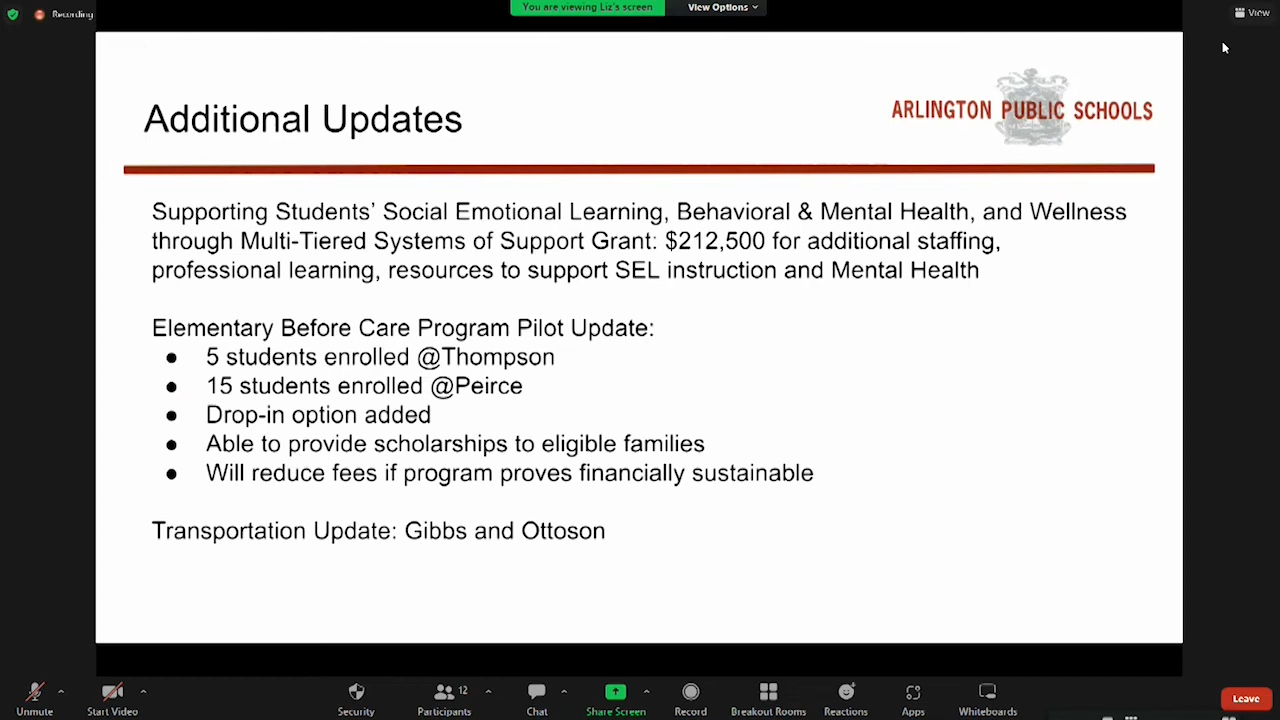 Recording
You are viewing Liz's screen
View Options
View
Additional Updates
ARLINGTON PUBLIC SCHOOLS
Supporting Students’ Social Emotional Learning, Behavioral & Mental Health, and Wellness
through Multi-Tiered Systems of Support Grant: $212,500 for additional staffing,
professional learning, resources to support SEL instruction and Mental Health
Elementary Before Care Program Pilot Update:
● 5 students enrolled @Thompson
● 15 students enrolled @Peirce
● Drop-in option added
● Able to provide scholarships to eligible families
● Will reduce fees if program proves financially sustainable
Transportation Update: Gibbs and Ottoson
Unmute
Start Video
Security
12
Participants
Chat
Share Screen
Record
Breakout Rooms
Reactions
Apps
Whiteboards
Leave